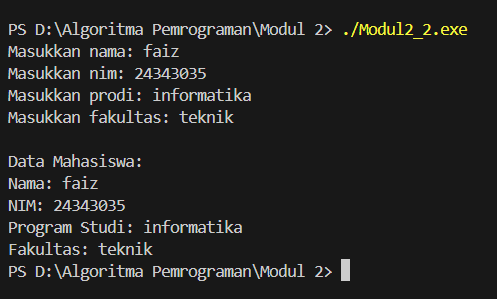 PS D:\Algoritma Pemrograman\Modul 2> ./Modul2_2.exe
Masukkan nama: faiz
Masukkan nim: 24343035
Masukkan prodi: informatika
Masukkan fakultas: teknik
Data Mahasiswa:
Nama: faiz
NIM: 24343035
Program Studi: informatika
Fakultas: teknik
PS D:\Algoritma Pemrograman\Modul 2>